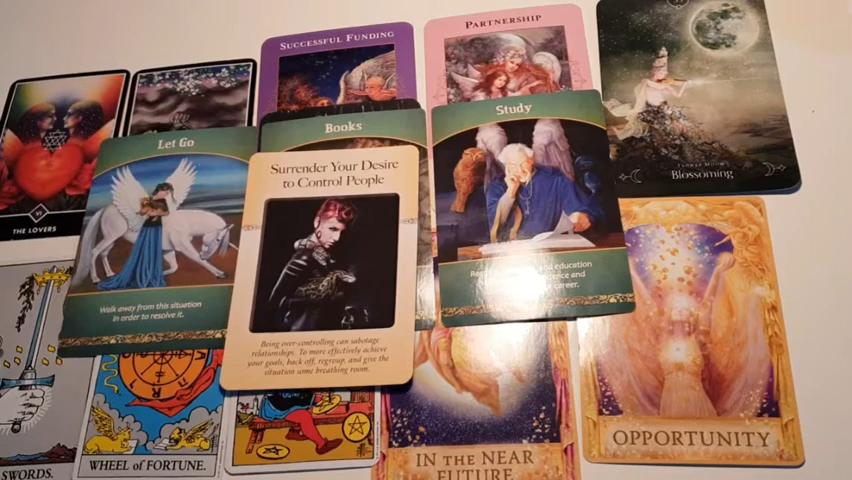 SUCCESSFUL FUNDING
PARTNERSHIP
VI
THE LOVERS
Let Go
Walk away from this situation
in order to resolve it.
Books
Surrender Your Desire
to Control People
Being over-controlling can sabotage
relationships. To more effectively achieve
your goals, back off, regroup, and give the
situation some breathing room.
Study
and education
and
career.
Blossoming
SWORDS.
WHEEL of FORTUNE.
IN THE NEAR
FUTURE
OPPORTUNITY